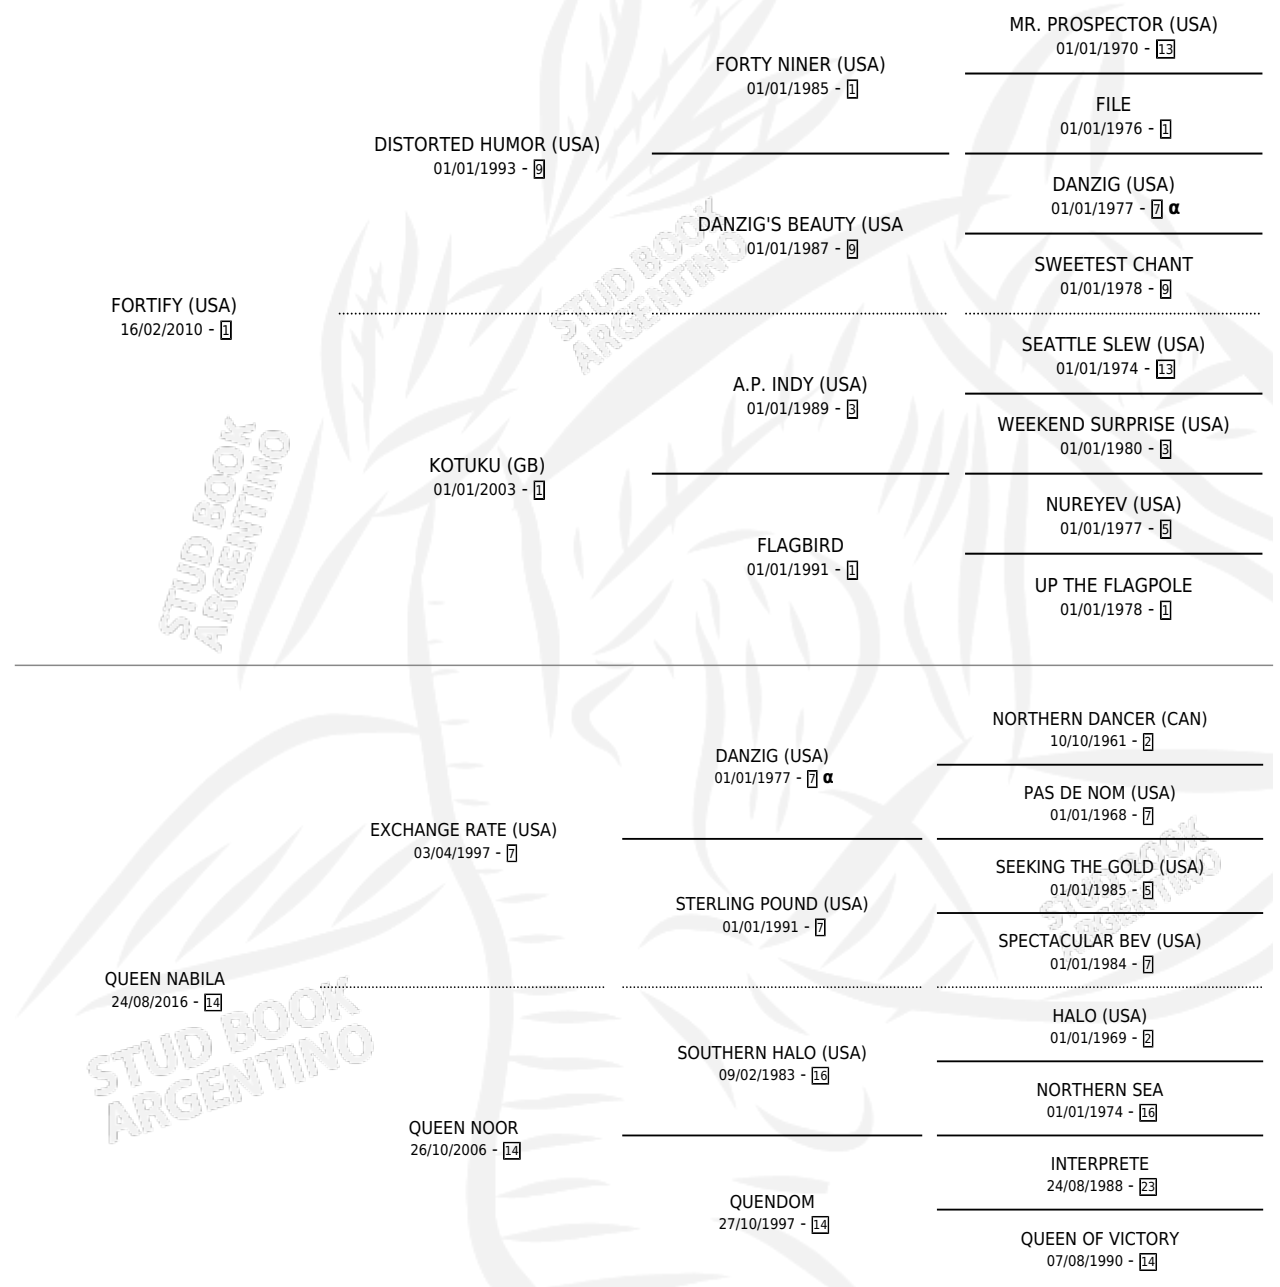 MR. PROSPECTOR (USA)
01/01/1970 - 13
FORTY NINER (USA)
01/01/1985 - 1
FILE
01/01/1976 - 1
DISTORTED HUMOR (USA)
01/01/1993 - 9
DANZIG (USA)
01/01/1977 - 7 α
DANZIG'S BEAUTY (USA
01/01/1987 - 9
SWEETEST CHANT
01/01/1978 - 9
FORTIFY (USA)
16/02/2010 - 1
SEATTLE SLEW (USA)
01/01/1974 - 13
A.P. INDY (USA)
01/01/1989 - 3
WEEKEND SURPRISE (USA)
01/01/1980 - 3
KOTUKU (GB)
01/01/2003 - 1
NUREYEV (USA)
01/01/1977 - 5
FLAGBIRD
01/01/1991 - 1
UP THE FLAGPOLE
01/01/1978 - 1
NORTHERN DANCER (CAN)
10/10/1961 - 2
DANZIG (USA)
01/01/1977 - 7 α
PAS DE NOM (USA)
01/01/1968 - 7
EXCHANGE RATE (USA)
03/04/1997 - 7
SEEKING THE GOLD (USA)
01/01/1985 - 5
STERLING POUND (USA)
01/01/1991 - 7
SPECTACULAR BEV (USA)
01/01/1984 - 7
QUEEN NABILA
24/08/2016 - 14
HALO (USA)
01/01/1969 - 2
SOUTHERN HALO (USA)
09/02/1983 - 16
NORTHERN SEA
01/01/1974 - 16
QUEEN NOOR
26/10/2006 - 14
INTERPRETE
24/08/1988 - 23
QUENDOM
27/10/1997 - 14
QUEEN OF VICTORY
07/08/1990 - 14
STUD BOOK
ARGENTINO
STUD BOOK
ARGENTINO
STUD BOOK
ARGENTINO
STUD BOOK
ARGENTINO